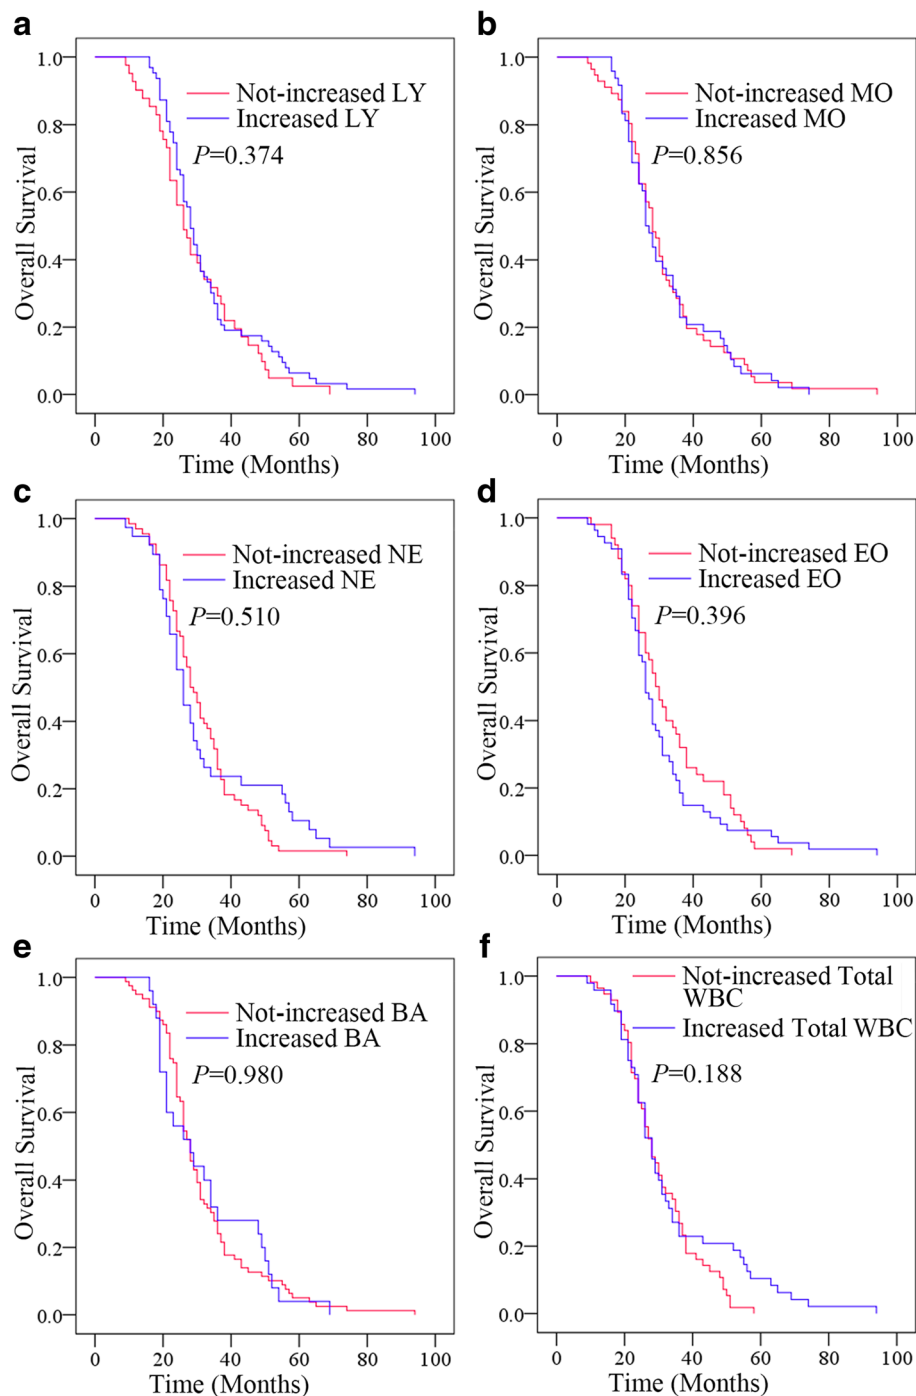 a
Overall Survival
1.0
0.8
0.6
0.4
0.2
0.0
Not-increased LY
Increased LY
P=0.374
0 20 40 60 80 100
Time (Months)
b
Overall Survival
1.0
0.8
0.6
0.4
0.2
0.0
Not-increased MO
Increased MO
P=0.856
0 20 40 60 80 100
Time (Months)
c
Overall Survival
1.0
0.8
0.6
0.4
0.2
0.0
Not-increased NE
Increased NE
P=0.510
0 20 40 60 80 100
Time (Months)
d
Overall Survival
1.0
0.8
0.6
0.4
0.2
0.0
Not-increased EO
Increased EO
P=0.396
0 20 40 60 80 100
Time (Months)
e
Overall Survival
1.0
0.8
0.6
0.4
0.2
0.0
Not-increased BA
Increased BA
P=0.980
0 20 40 60 80 100
Time (Months)
f
Overall Survival
1.0
0.8
0.6
0.4
0.2
0.0
Not-increased Total
WBC
Increased Total WBC
P=0.188
0 20 40 60 80 100
Time (Months)